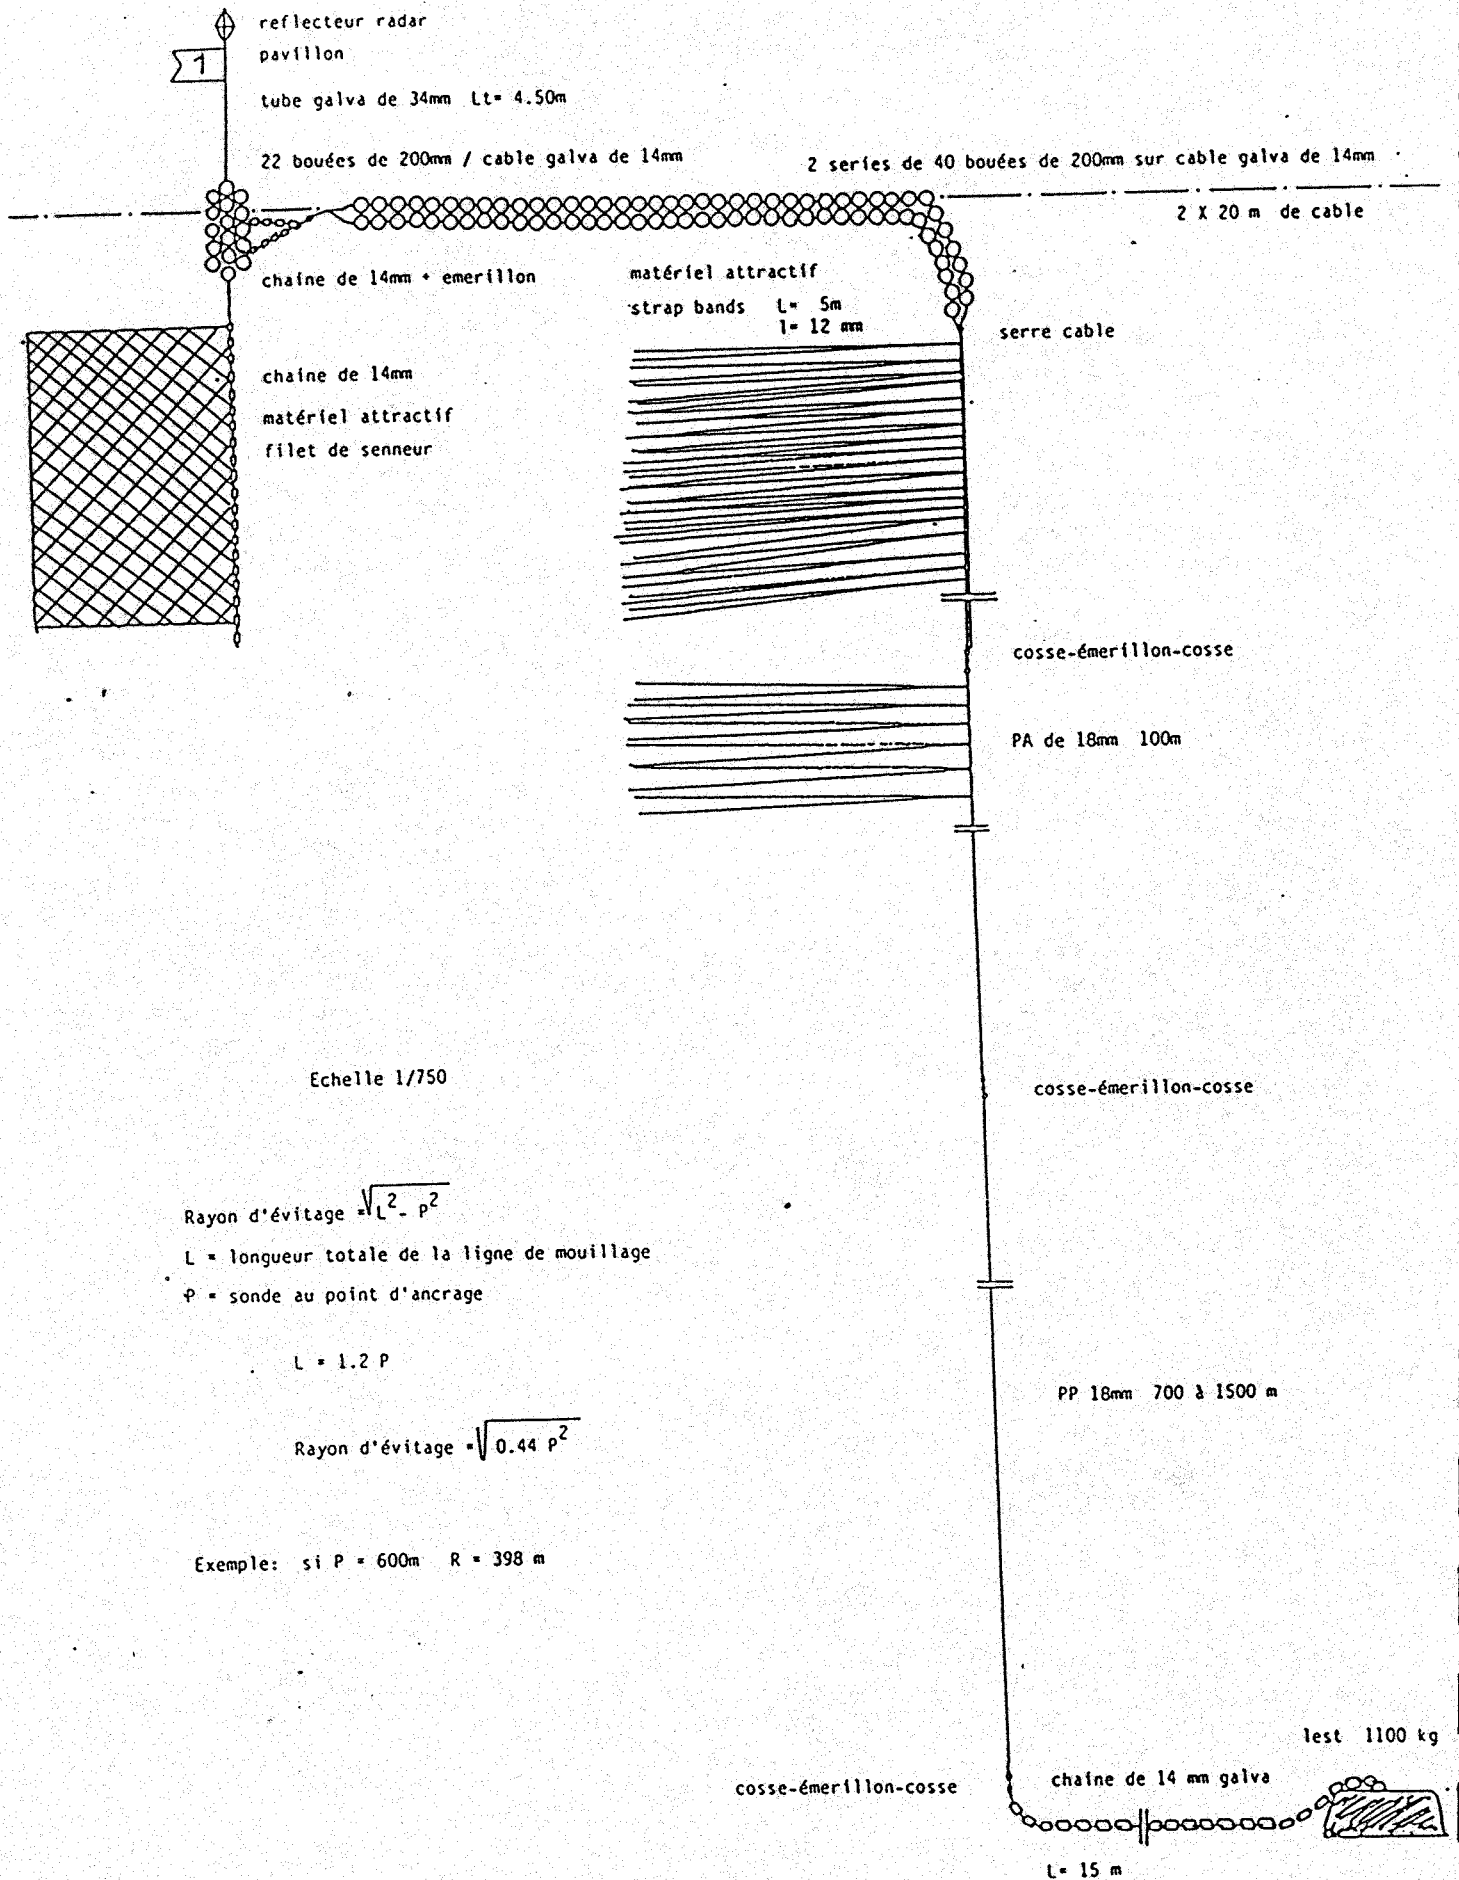 reflecteur radar
pavillon
1
tube galva de 34mm Lt= 4.50m
22 bouées de 200mm / cable galva de 14mm
2 series de 40 bouées de 200mm sur cable galva de 14mm
2 X 20 m de cable
chaine de 14mm + emerillon
matériel attractif
strap bands L= 5m
l= 12 mm
serre cable
chaine de 14mm
matériel attractif
filet de senneur
cosse-émerillon-cosse
PA de 18mm 100m
Echelle 1/750
cosse-émerillon-cosse
Rayon d'évitage =√L² - P²
L = longueur totale de la ligne de mouillage
P = sonde au point d'ancrage
L = 1.2 P
PP 18mm 700 à 1500 m
Rayon d'évitage =√0.44 P²
Exemple: si P = 600m R = 398 m
lest 1100 kg
cosse-émerillon-cosse
chaine de 14 mm galva
L= 15 m